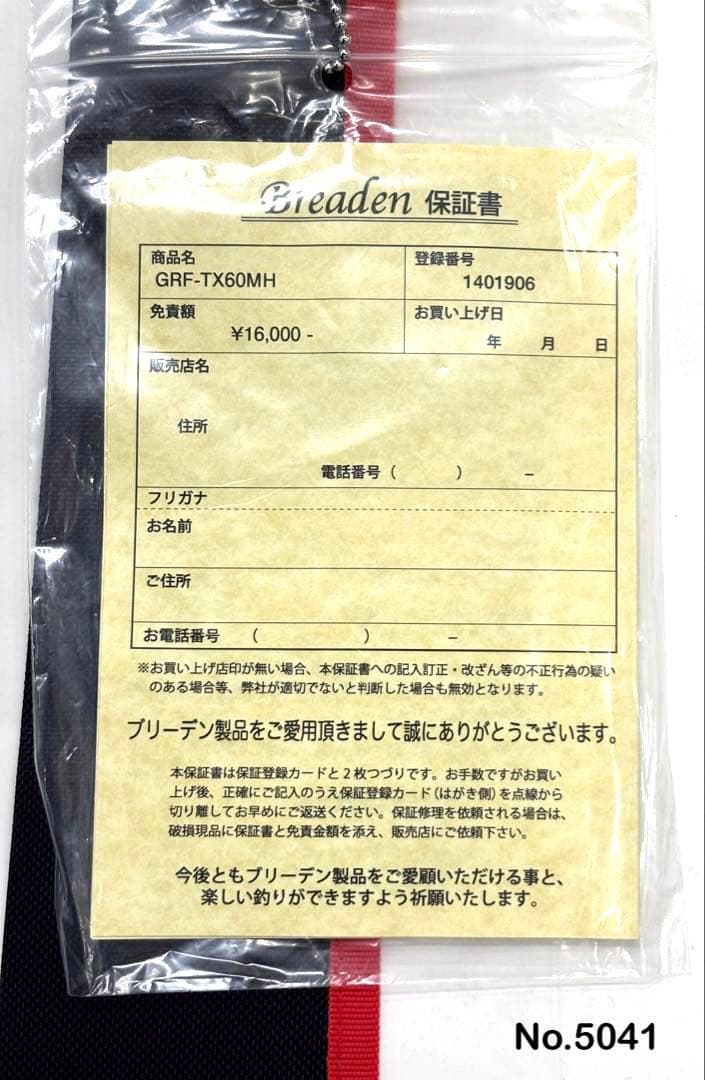 Breaden 保証書
商品名
GRF-TX60MH
登録番号
1401906
免責額
¥16,000 -
お買い上げ日
年 月 日
販売店名
住所
電話番号 ( ) –
フリガナ
お名前
ご住所
お電話番号 ( ) –
※お買い上げ店印が無い場合、本保証書への記入訂正・改ざん等の不正行為の疑い
のある場合等、弊社が適切でないと判断した場合も無効となります。
ブリーデン製品をご愛用頂きまして誠にありがとうございます。
本保証書は保証登録カードと2枚つづりです。お手数ですがお買い
上げ後、正確にご記入のうえ保証登録カード(はがき側)を点線から
切り離してお早めにご返送ください。保証修理を依頼される場合は、
破損現品に保証書と免責金額を添え、販売店にご依頼下さい。
今後ともブリーデン製品をご愛顧いただける事と、
楽しい釣りができますよう祈願いたします。
No.5041